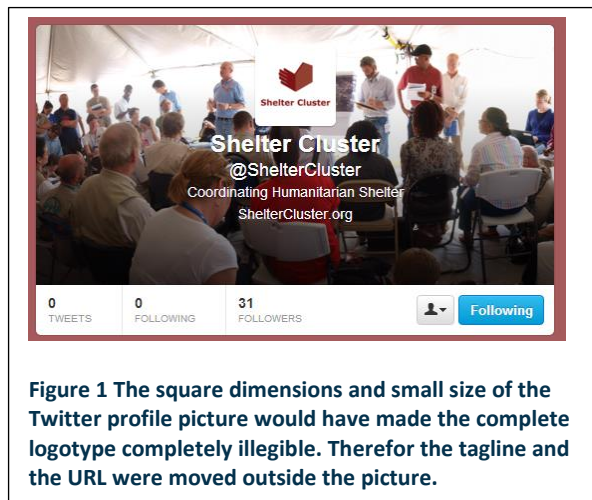 Shelter Cluster
Shelter Cluster
@ShelterCluster
Coordinating Humanitarian Shelter
ShelterCluster.org
0
TWEETS
0
FOLLOWING
31
FOLLOWERS
Following
Figure 1 The square dimensions and small size of the
Twitter profile picture would have made the complete
logotype completely illegible. Therefor the tagline and
the URL were moved outside the picture.